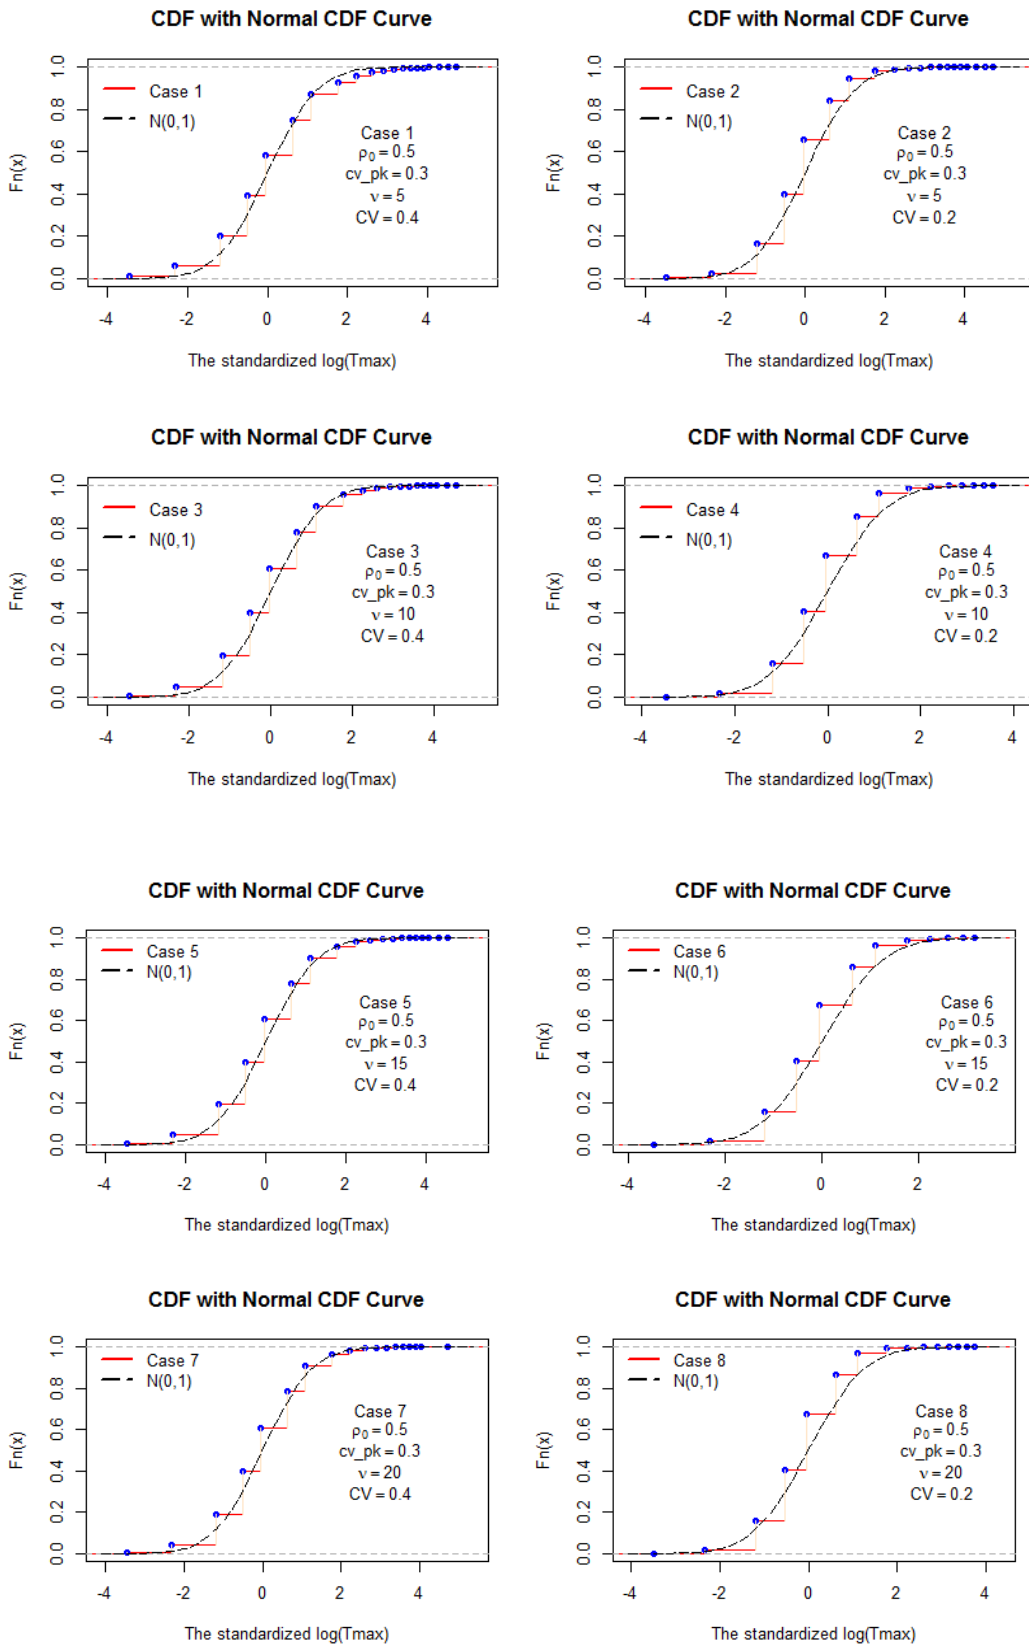 CDF with Normal CDF Curve
Fn(x)
1.0
0.8
0.6
0.4
0.2
0.0
Case 1
N(0,1)
Case 1
ρ0 = 0.5
cv_pk = 0.3
ν = 5
CV = 0.4
-4 -2 0 2 4
The standardized log(Tmax)
CDF with Normal CDF Curve
Fn(x)
1.0
0.8
0.6
0.4
0.2
0.0
Case 2
N(0,1)
Case 2
ρ0 = 0.5
cv_pk = 0.3
ν = 5
CV = 0.2
-4 -2 0 2 4
The standardized log(Tmax)
CDF with Normal CDF Curve
Fn(x)
1.0
0.8
0.6
0.4
0.2
0.0
Case 3
N(0,1)
Case 3
ρ0 = 0.5
cv_pk = 0.3
ν = 10
CV = 0.4
-4 -2 0 2 4
The standardized log(Tmax)
CDF with Normal CDF Curve
Fn(x)
1.0
0.8
0.6
0.4
0.2
0.0
Case 4
N(0,1)
Case 4
ρ0 = 0.5
cv_pk = 0.3
ν = 10
CV = 0.2
-4 -2 0 2 4
The standardized log(Tmax)
CDF with Normal CDF Curve
Fn(x)
1.0
0.8
0.6
0.4
0.2
0.0
Case 5
N(0,1)
Case 5
ρ0 = 0.5
cv_pk = 0.3
ν = 15
CV = 0.4
-4 -2 0 2 4
The standardized log(Tmax)
CDF with Normal CDF Curve
Fn(x)
1.0
0.8
0.6
0.4
0.2
0.0
Case 6
N(0,1)
Case 6
ρ0 = 0.5
cv_pk = 0.3
ν = 15
CV = 0.2
-4 -2 0 2
The standardized log(Tmax)
CDF with Normal CDF Curve
Fn(x)
1.0
0.8
0.6
0.4
0.2
0.0
Case 7
N(0,1)
Case 7
ρ0 = 0.5
cv_pk = 0.3
ν = 20
CV = 0.4
-4 -2 0 2 4
The standardized log(Tmax)
CDF with Normal CDF Curve
Fn(x)
1.0
0.8
0.6
0.4
0.2
0.0
Case 8
N(0,1)
Case 8
ρ0 = 0.5
cv_pk = 0.3
ν = 20
CV = 0.2
-4 -2 0 2 4
The standardized log(Tmax)